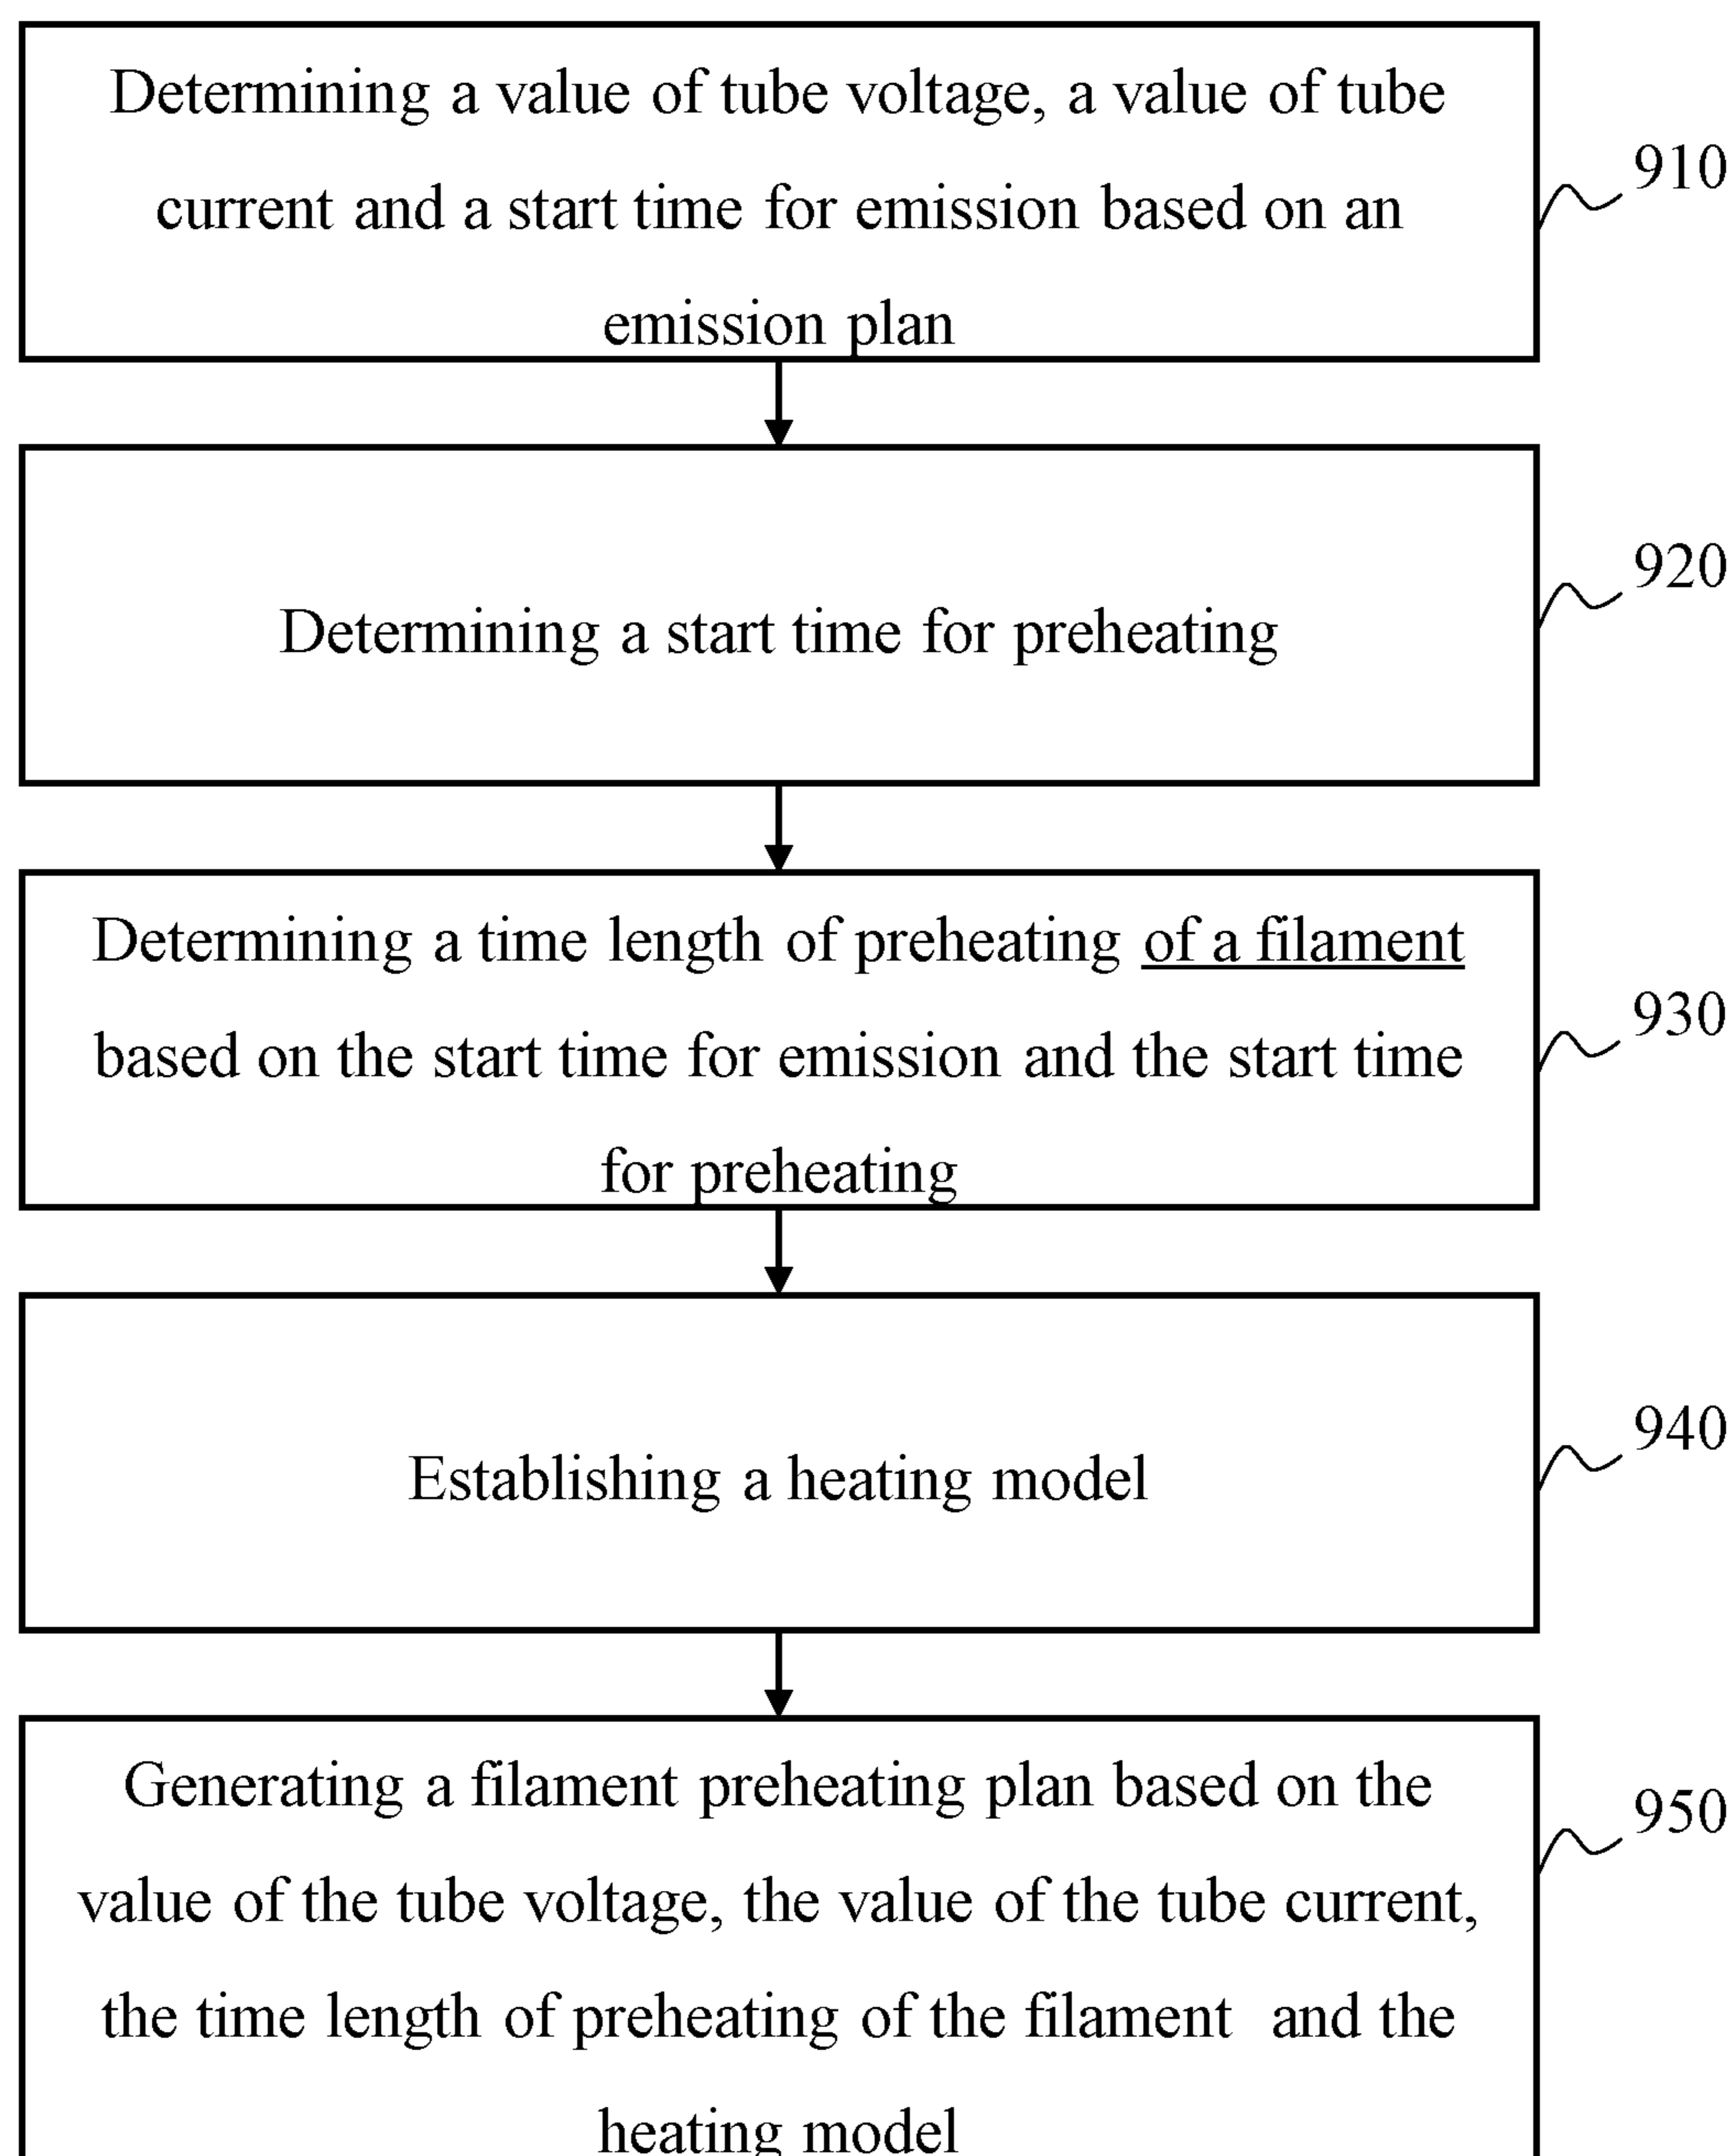 Determining a value of tube voltage, a value of tube
current and a start time for emission based on an
emission plan
910
Determining a start time for preheating
920
Determining a time length of preheating of a filament
based on the start time for emission and the start time
for preheating
930
Establishing a heating model
940
Generating a filament preheating plan based on the
value of the tube voltage, the value of the tube current,
the time length of preheating of the filament and the
heating model
950